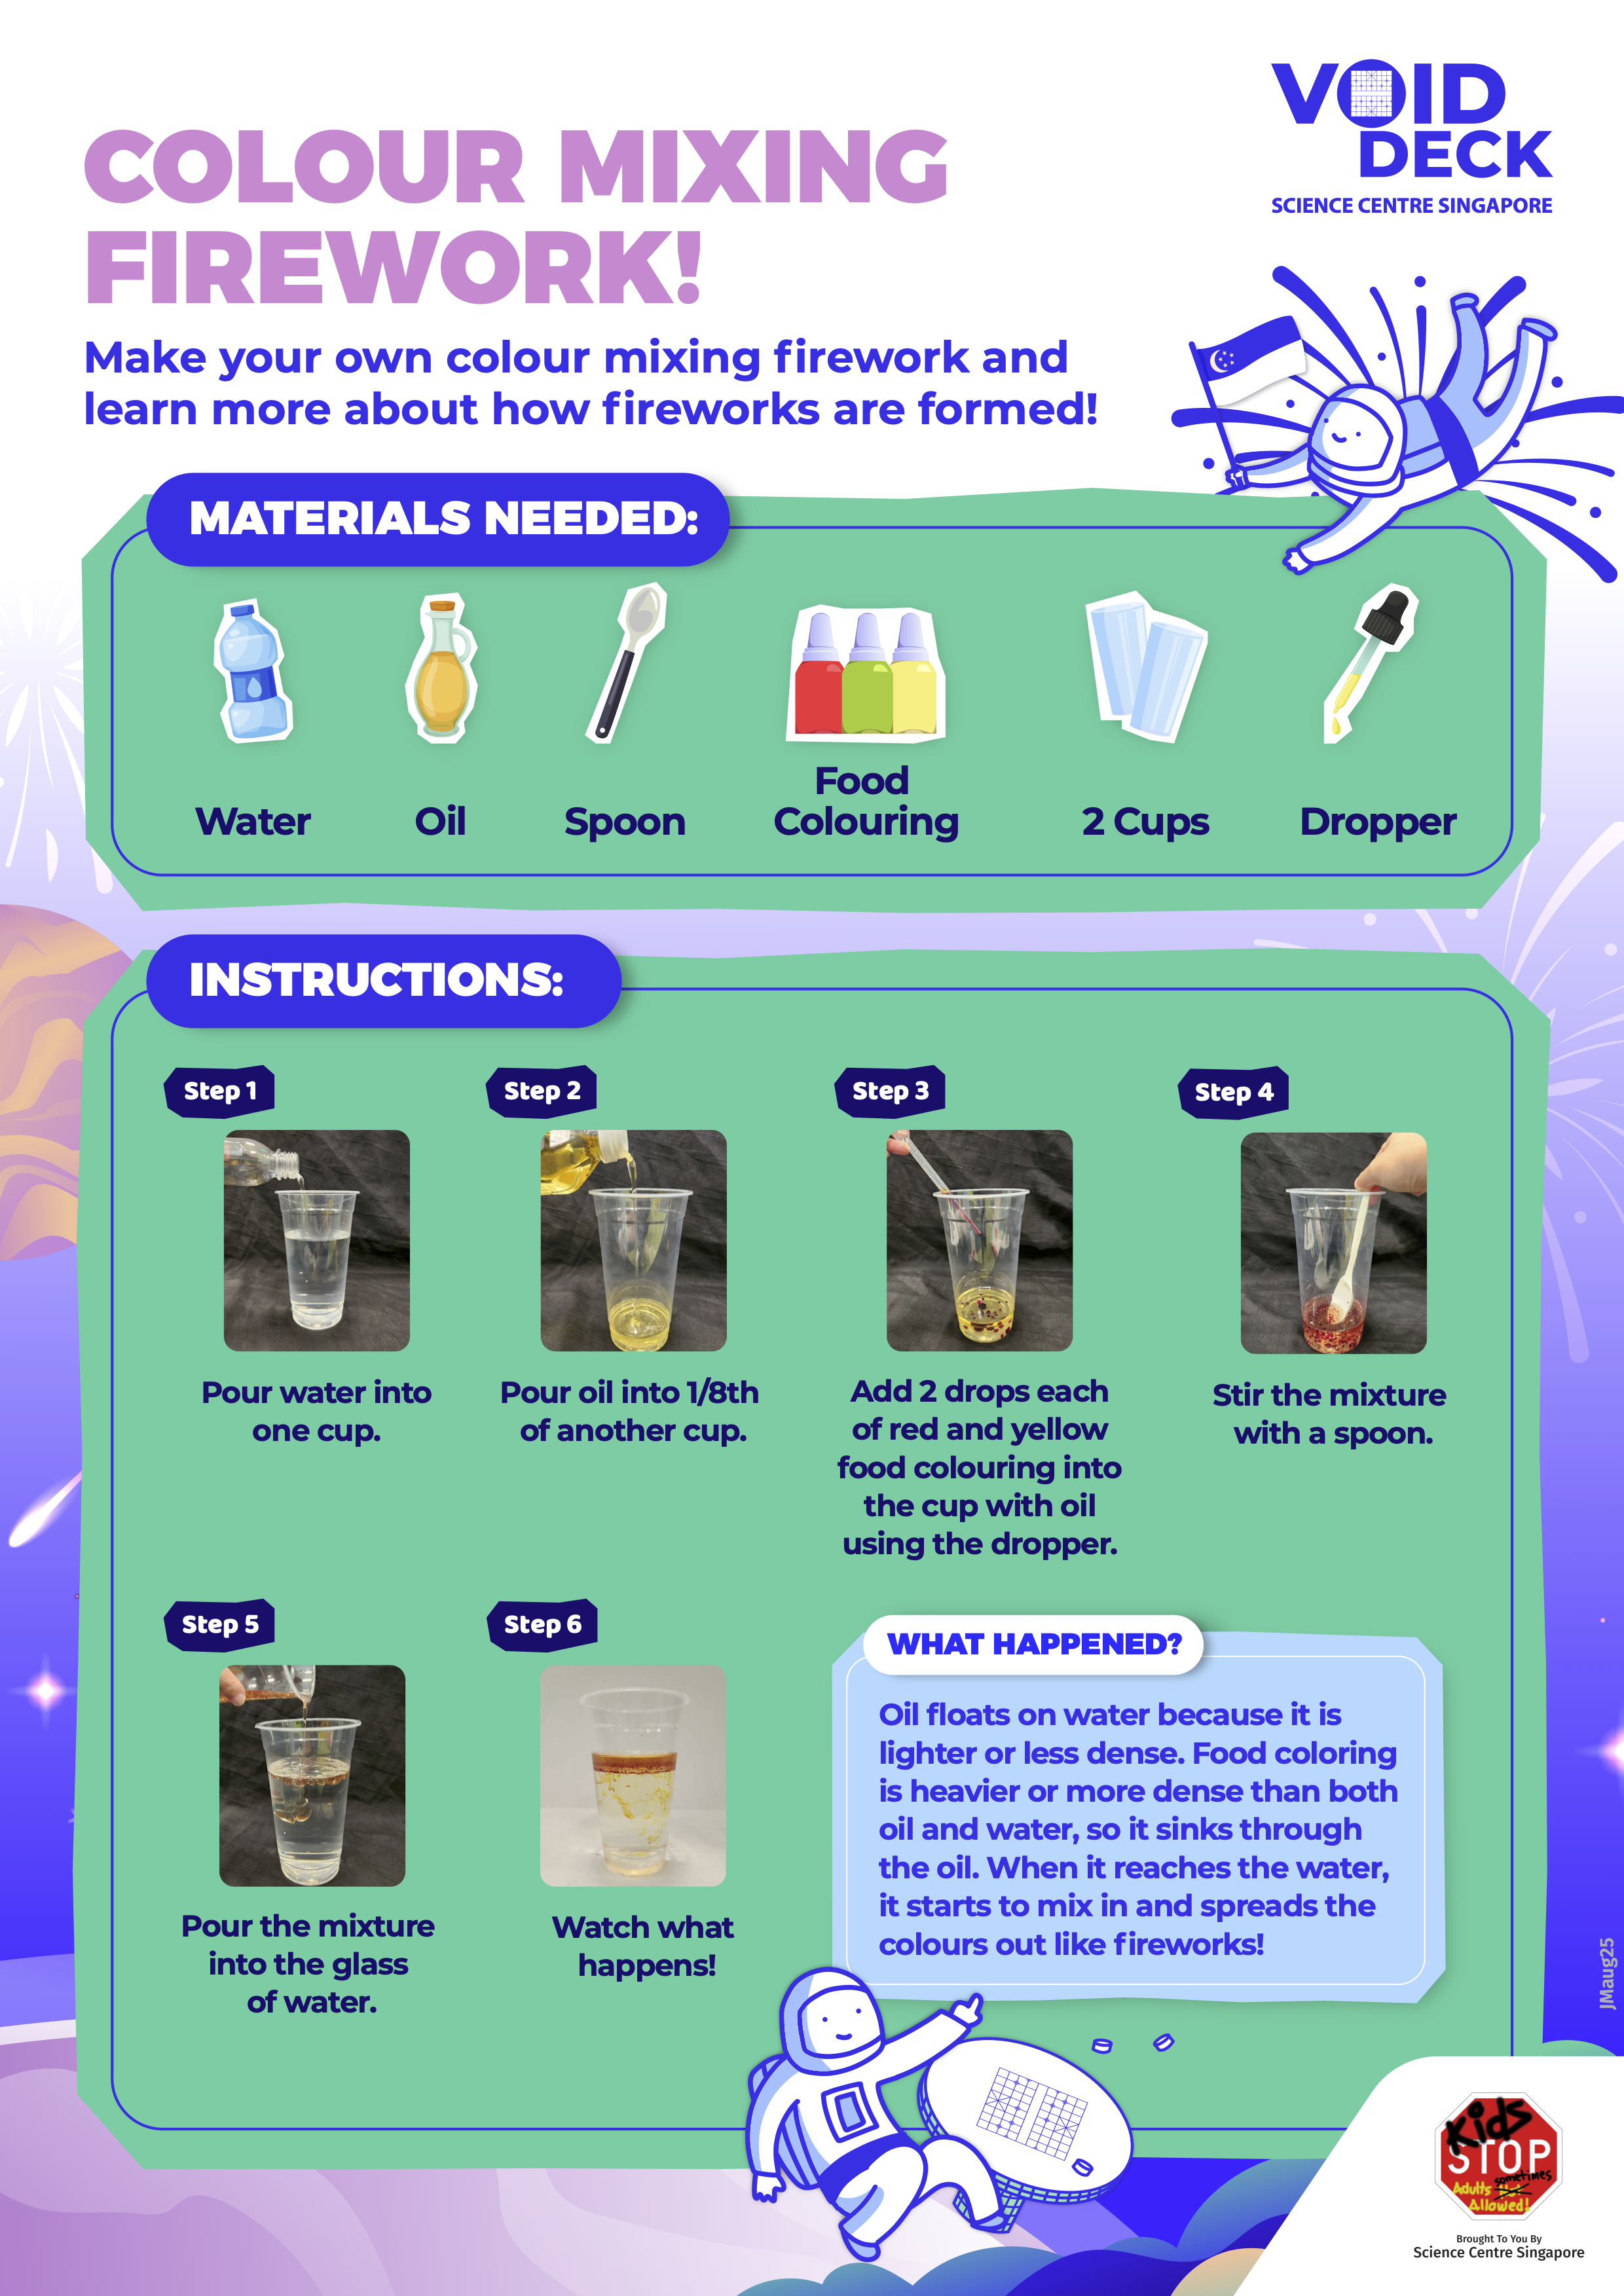 VOID
DECK
SCIENCE CENTRE SINGAPORE
COLOUR MIXING
FIREWORK!
Make your own colour mixing firework and
learn more about how fireworks are formed!
MATERIALS NEEDED:
Water
Oil
Spoon
Food
Colouring
2 Cups
Dropper
INSTRUCTIONS:
Step 1
Pour water into
one cup.
Step 2
Pour oil into 1/8th
of another cup.
Step 3
Add 2 drops each
of red and yellow
food colouring into
the cup with oil
using the dropper.
Step 4
Stir the mixture
with a spoon.
Step 5
Pour the mixture
into the glass
of water.
Step 6
Watch what
happens!
WHAT HAPPENED?
Oil floats on water because it is
lighter or less dense. Food coloring
is heavier or more dense than both
oil and water, so it sinks through
the oil. When it reaches the water,
it starts to mix in and spreads the
colours out like fireworks!
JMaug25
Kids
STOP
sometimes
Adults Not
Allowed!
Brought To You By
Science Centre Singapore